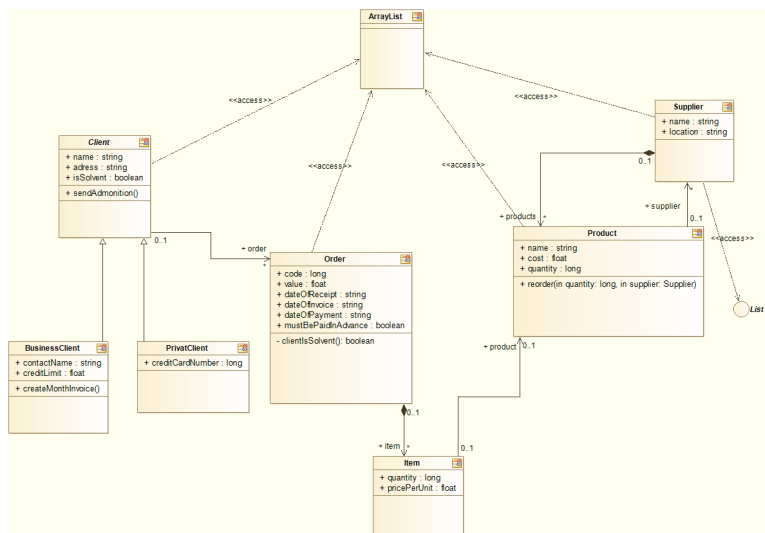 ArrayList
<<access>>
<<access>>
<<access>>
<<access>>
<<access>>
Supplier
+ name : string
+ location : string
0..1
+ supplier
*
0..1
Client
+ name : string
+ adress : string
+ isSolvent : boolean
+ sendAdmonition()
0..1
+ order
*
+ products
*
Product
+ name : string
+ cost : float
+ quantity : long
+ reorder(in quantity: long, in supplier: Supplier)
List
Order
+ code : long
+ value : float
+ dateOfReceipt : string
+ dateOfInvoice : string
+ dateOfPayment : string
+ mustBePaidInAdvance : boolean
- clientIsSolvent(): boolean
BusinessClient
+ contactName : string
+ creditLimit : float
+ createMonthInvoice()
PrivatClient
+ creditCardNumber : long
+ product
0..1
0..1
+ item
*
0..1
Item
+ quantity : long
+ pricePerUnit : float